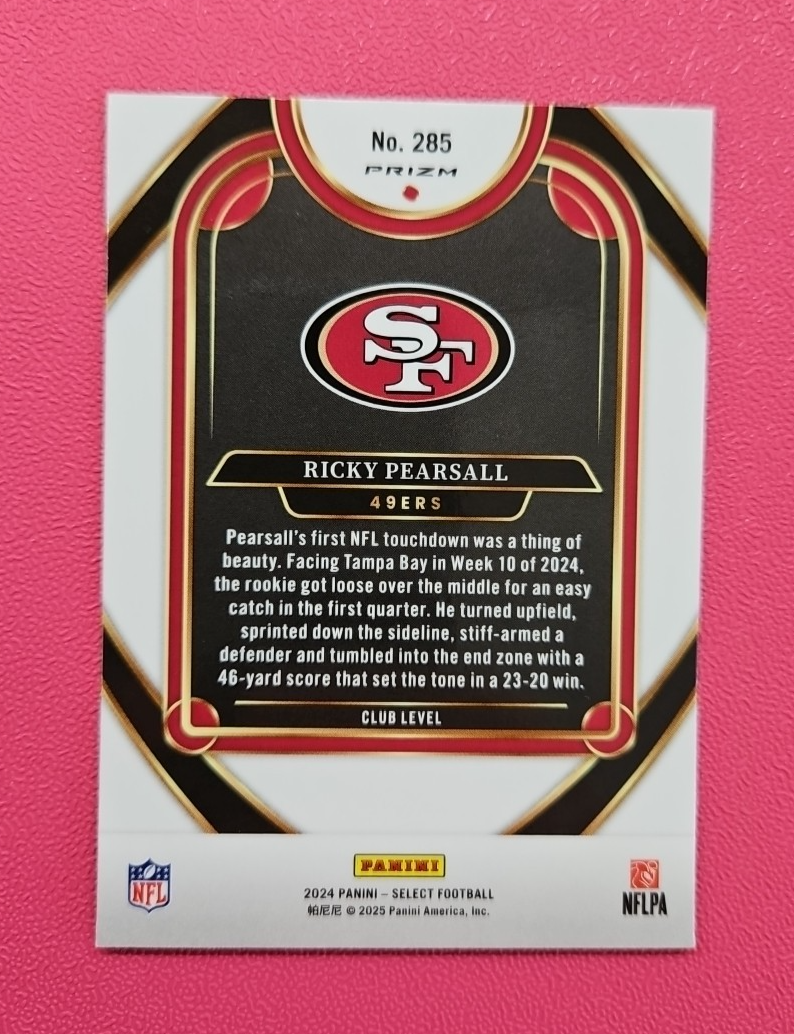 No. 285
PRIZM
SF
RICKY PEARSALL
49ERS
Pearsall's first NFL touchdown was a thing of
beauty. Facing Tampa Bay in Week 10 of 2024,
the rookie got loose over the middle for an easy
catch in the first quarter. He turned upfield,
sprinted down the sideline, stiff-armed a
defender and tumbled into the end zone with a
46-yard score that set the tone in a 23-20 win.
CLUB LEVEL
NFL
PANINI
2024 PANINI – SELECT FOOTBALL
帕尼尼 © 2025 Panini America, Inc.
NFLPA